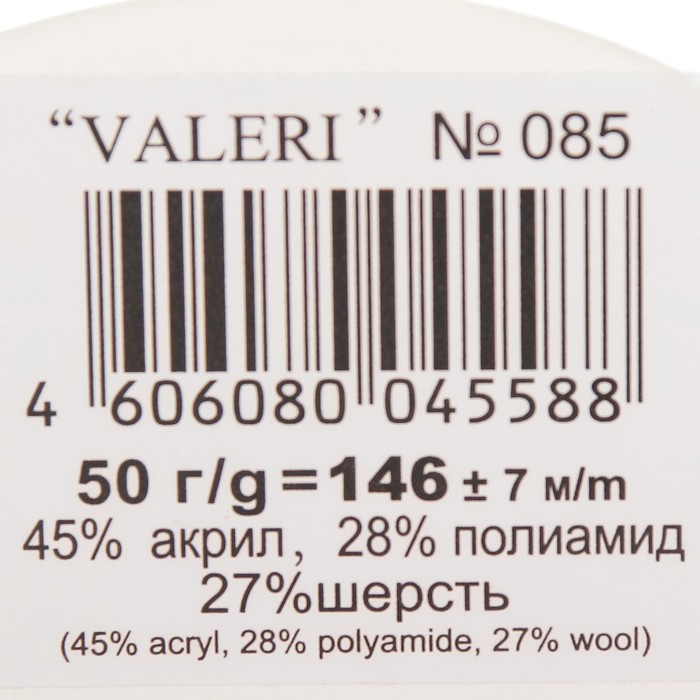 “VALERI” № 085
4 606080 045588
50 г/g=146 ± 7 м/m
45% акрил, 28% полиамид
27%шерсть
(45% acryl, 28% polyamide, 27% wool)